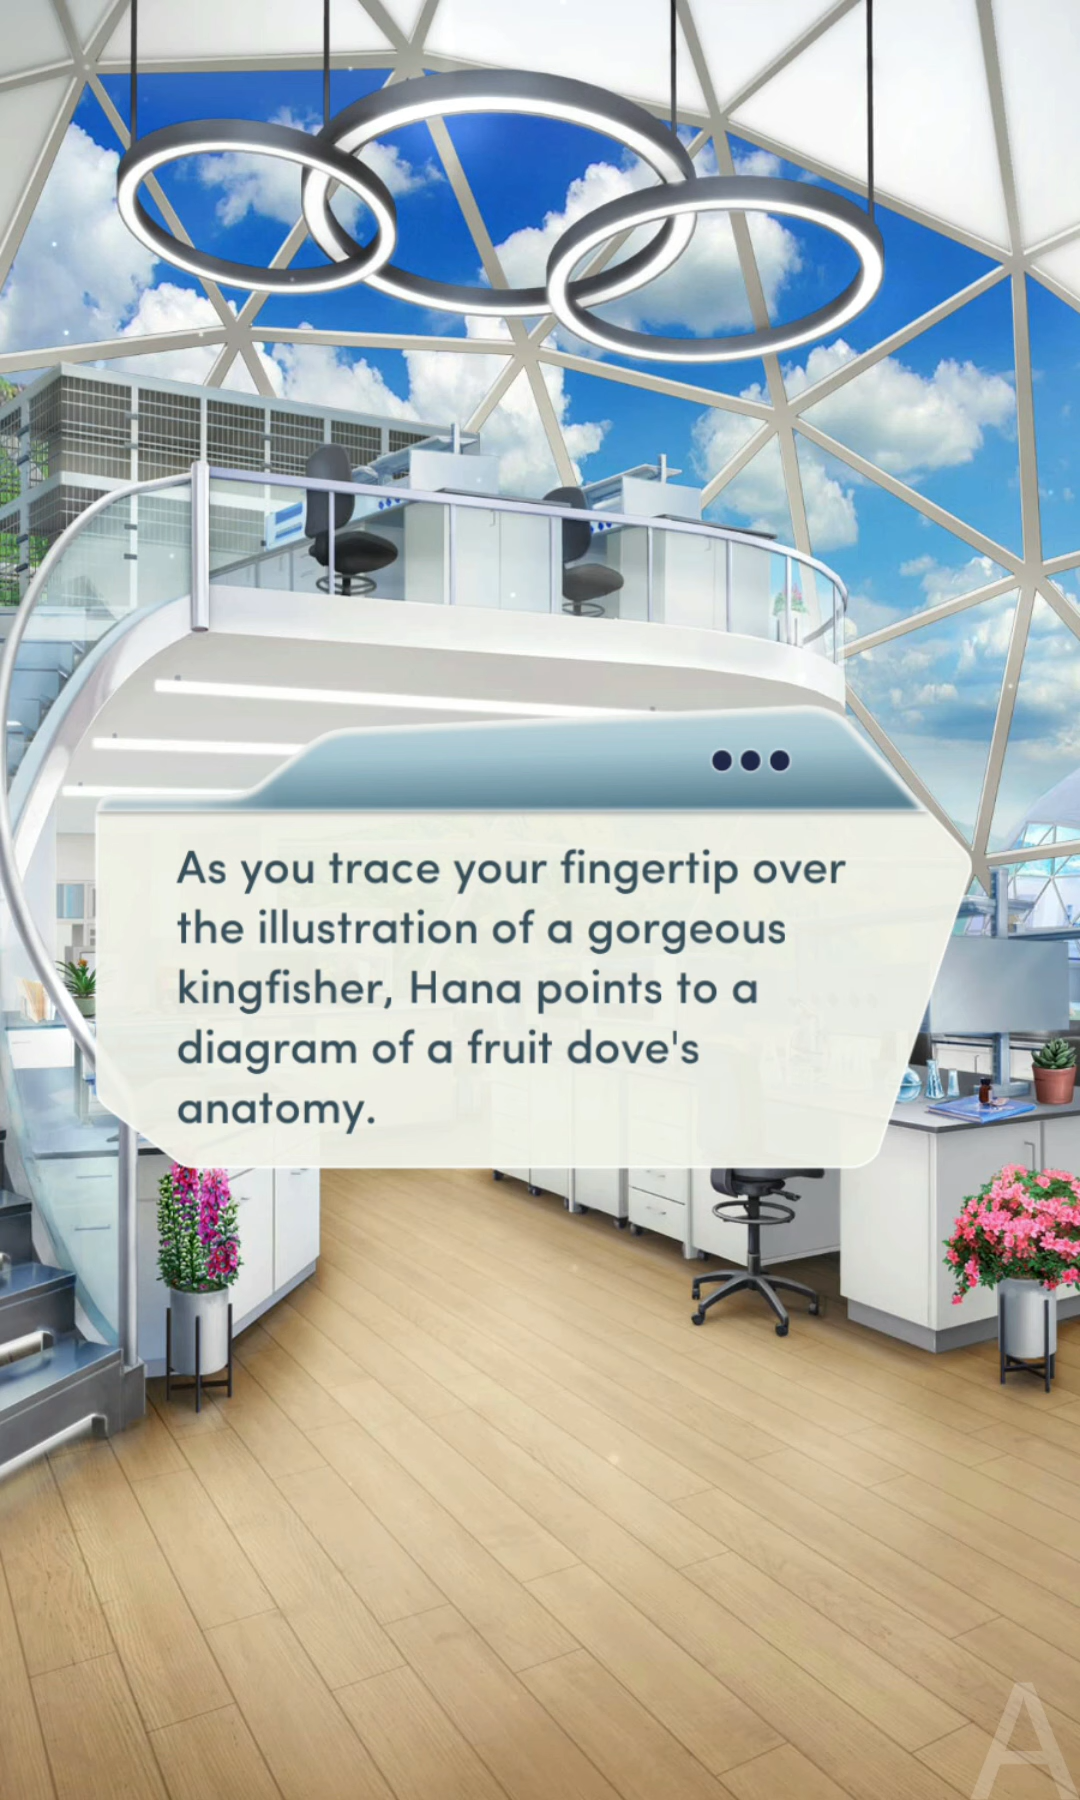 As you trace your fingertip over
the illustration of a gorgeous
kingfisher, Hana points to a
diagram of a fruit dove's
anatomy.
A